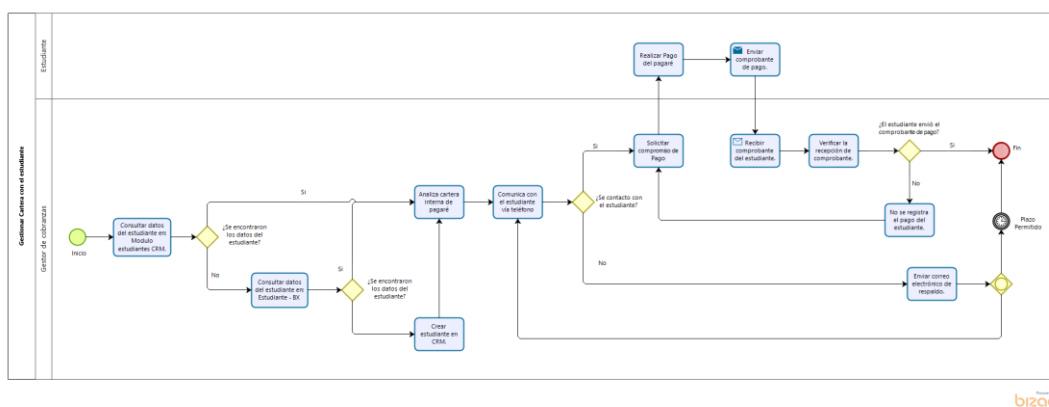 Gestionar Cartera con el estudiante
Estudiante
Gestor de cobranzas
Realizar Pago
del pagaré
Enviar
comprobante
de pago.
Inicio
Consultar datos
del estudiante en
Modulo
estudiantes CRM.
¿Se encontraron
los datos del
estudiante?
Si
No
Consultar datos
del estudiante en
Estudiante - BX
Si
¿Se encontraron
los datos del
estudiante?
Crear
estudiante en
CRM.
Analiza cartera
interna de
pagaré
Comunica con
el estudiante
vía teléfono
¿Se contacto con
el estudiante?
Si
No
Solicitar
compromiso de
Pago
Recibir
comprobante
del estudiante.
Verificar la
recepción de
comprobante.
¿El estudiante envió el
comprobante de pago?
Si
No
Fin
No se registra
el pago del
estudiante.
Plazo
Permitido
Enviar correo
electrónico de
respaldo.